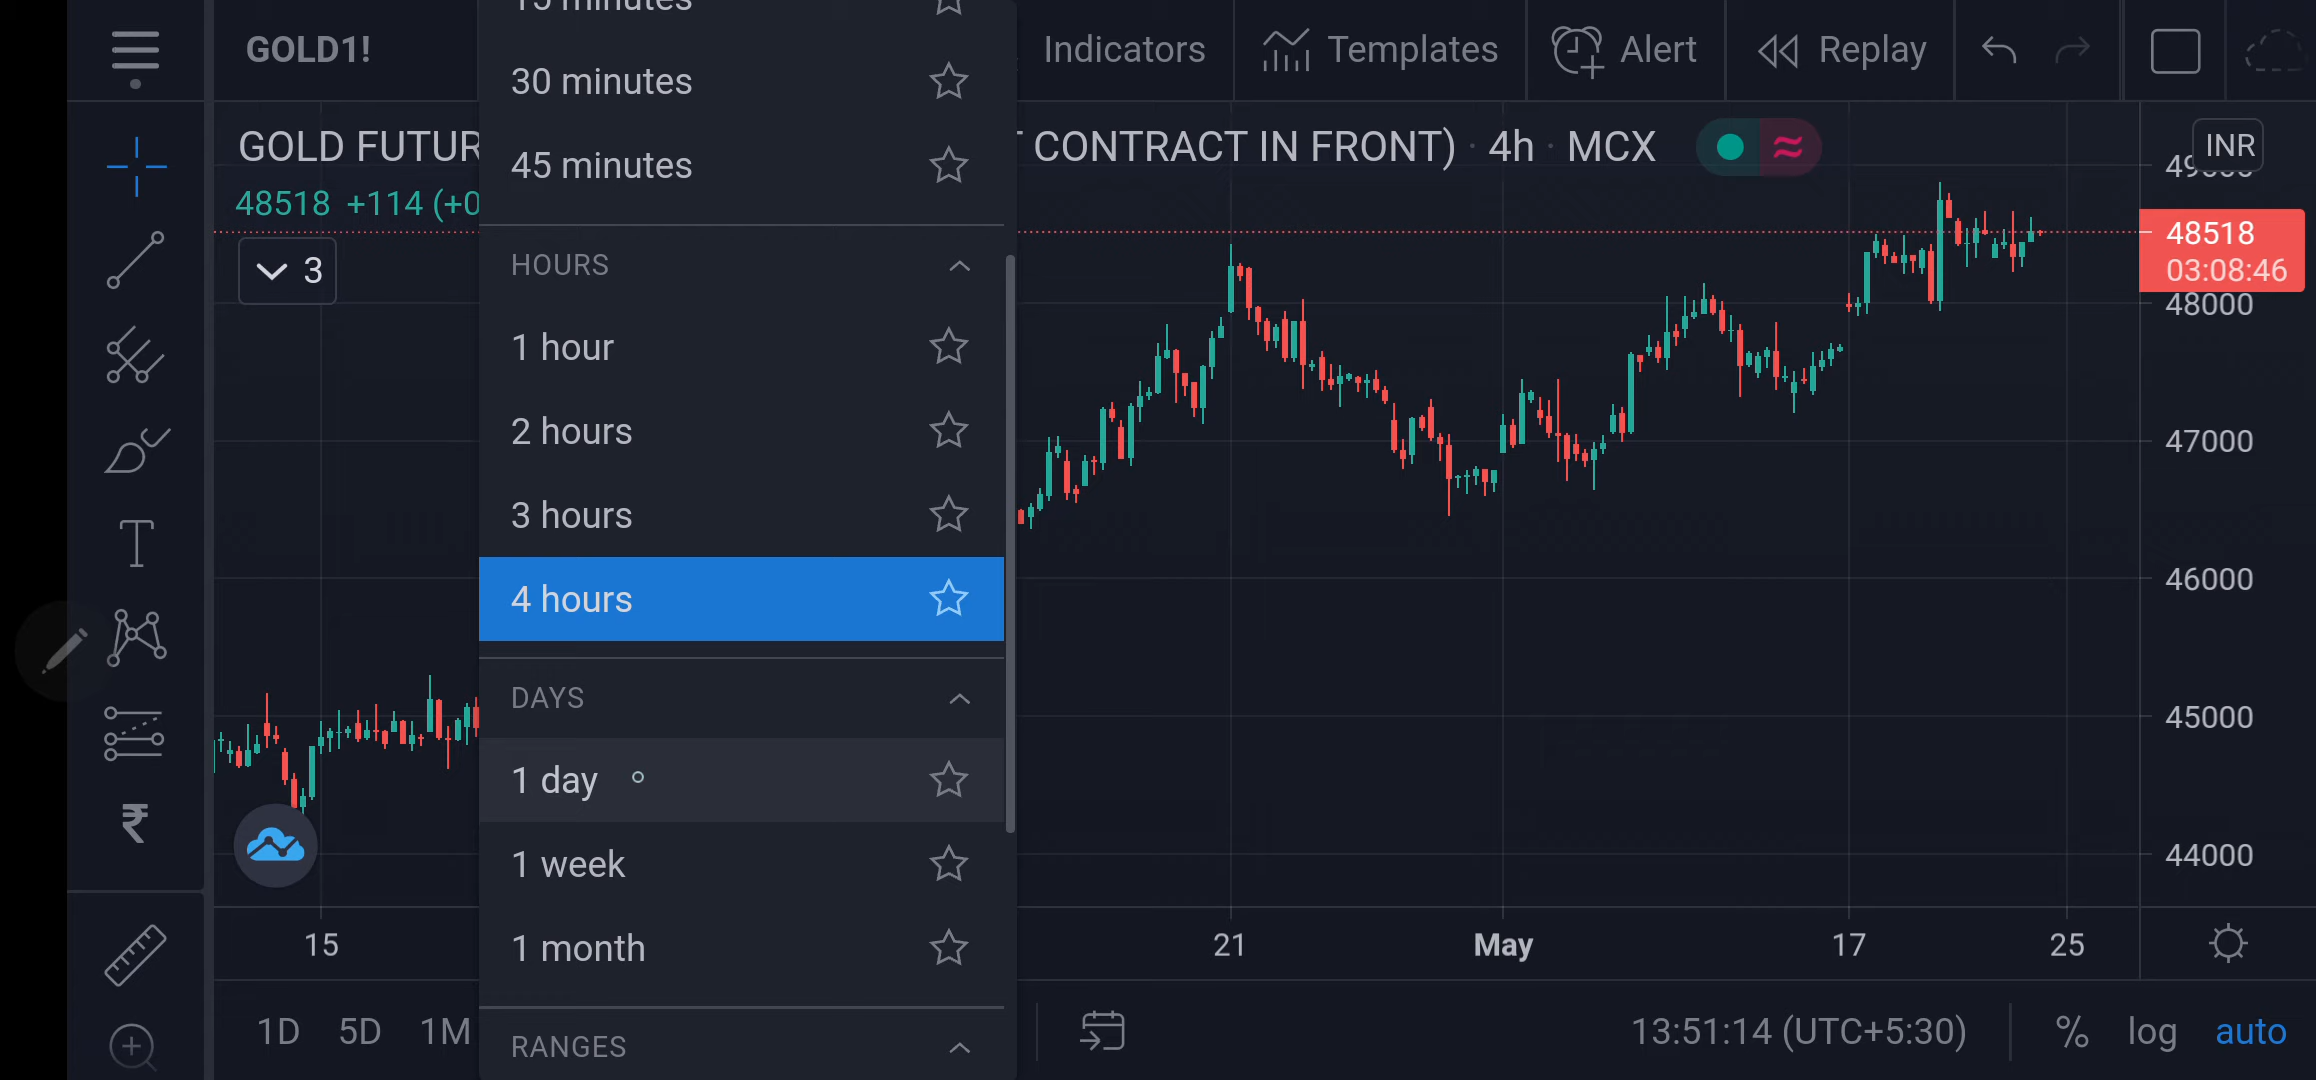 15 minutes
GOLD1!
Indicators
Templates
Alert
Replay
30 minutes
GOLD FUTUR
CONTRACT IN FRONT) · 4h · MCX
INR
45 minutes
48518 +114 (+0
48518
03:08:46
3
HOURS
48000
1 hour
2 hours
47000
3 hours
46000
4 hours
DAYS
45000
1 day
₹
1 week
44000
15
1 month
21
May
17
25
1D 5D 1M
RANGES
13:51:14 (UTC+5:30)
%
log
auto